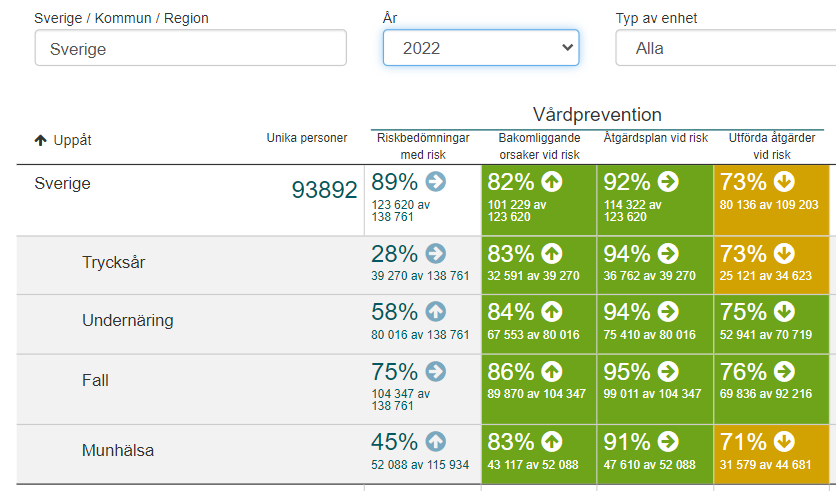 Sverige / Kommun / Region
År
Typ av enhet
Sverige
2022
Alla
Vårdprevention
Uppåt
Unika personer
Riskbedömningar
med risk
Bakomliggande
orsaker vid risk
Åtgärdsplan vid risk
Utförda åtgärder
vid risk
Sverige
93892
89%
123 620 av
138 761
82%
101 229 av
123 620
92%
114 322 av
123 620
73%
80 136 av 109 203
Trycksår
28%
39 270 av 138 761
83%
32 591 av 39 270
94%
36 762 av 39 270
73%
25 121 av 34 623
Undernäring
58%
80 016 av 138 761
84%
67 553 av 80 016
94%
75 410 av 80 016
75%
52 941 av 70 719
Fall
75%
104 347 av
138 761
86%
89 870 av 104 347
95%
99 011 av 104 347
76%
69 836 av 92 216
Munhälsa
45%
52 088 av 115 934
83%
43 117 av 52 088
91%
47 610 av 52 088
71%
31 579 av 44 681